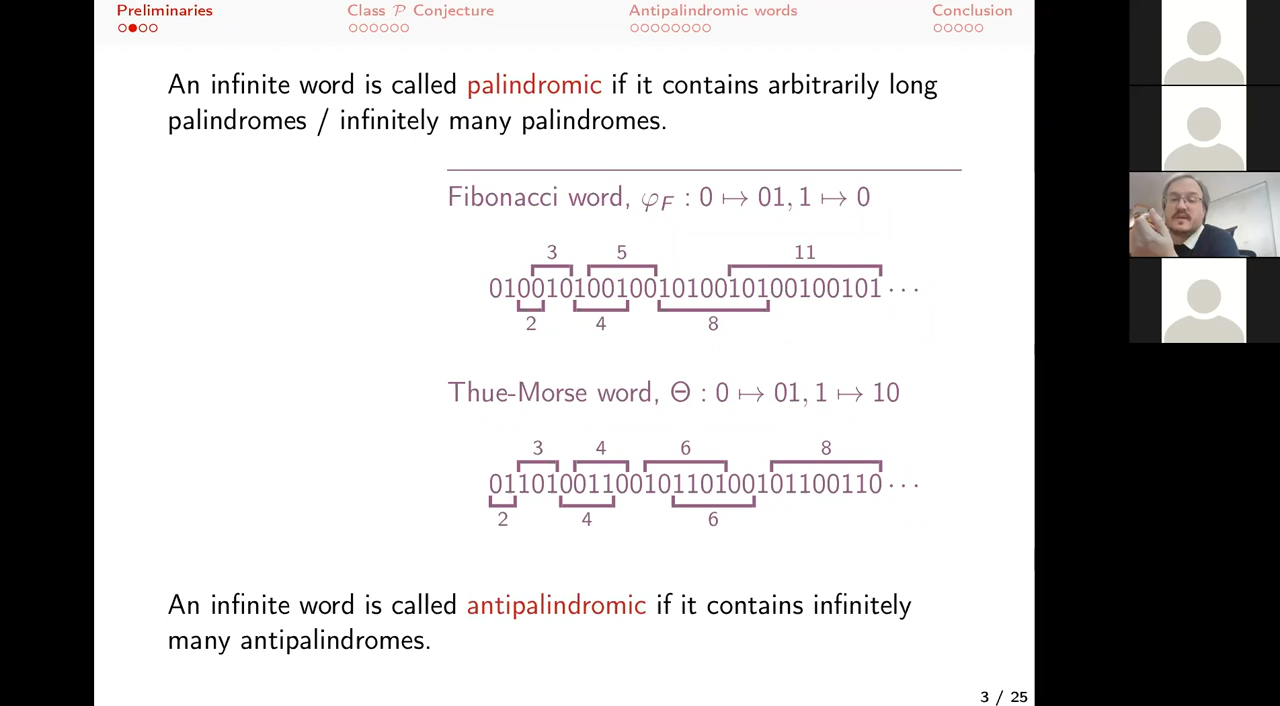 Preliminaries Class 𝒫 Conjecture Antipalindromic words Conclusion
An infinite word is called palindromic if it contains arbitrarily long
palindromes / infinitely many palindromes.
Fibonacci word, φF : 0 ↦ 01, 1 ↦ 0
3 5 11
0100101001001010010100100101···
2 4 8
Thue-Morse word, Θ : 0 ↦ 01, 1 ↦ 10
3 4 6 8
0110100110010110100101100110···
2 4 6
An infinite word is called antipalindromic if it contains infinitely
many antipalindromes.
3 / 25